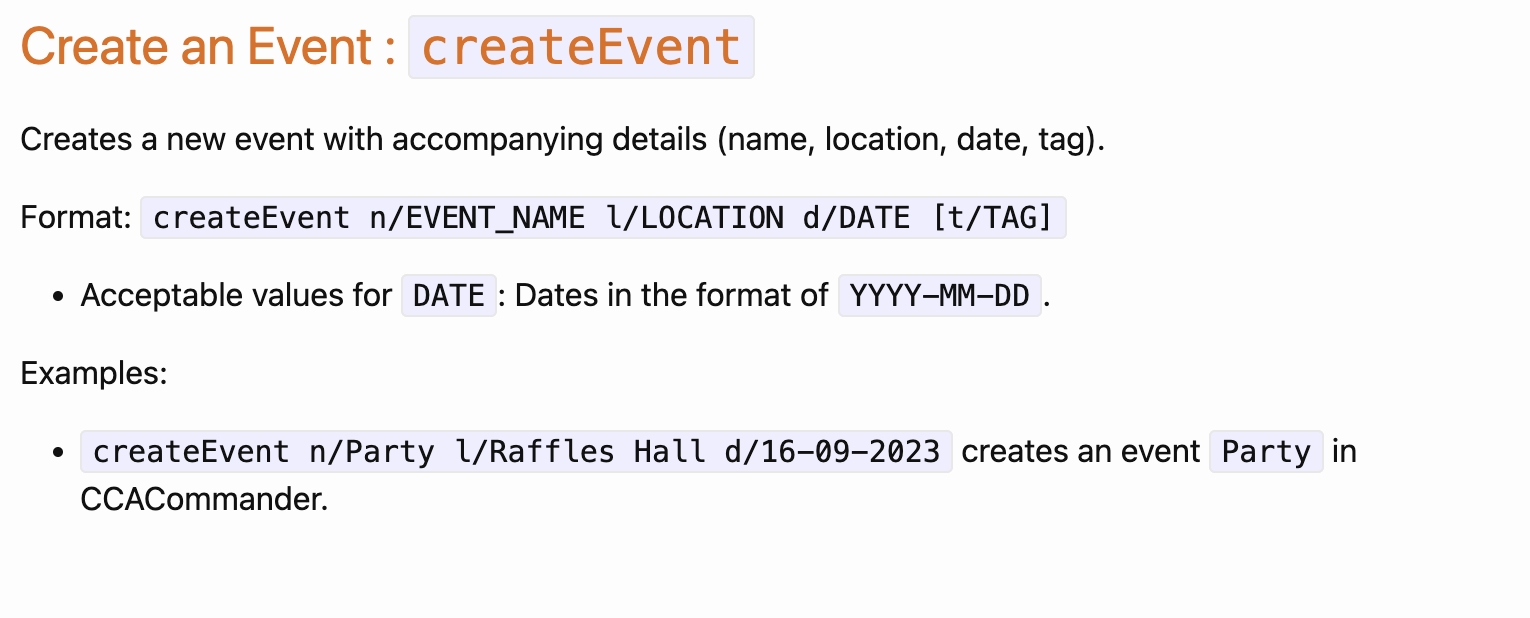 Create an Event : createEvent
Creates a new event with accompanying details (name, location, date, tag).
Format: createEvent n/EVENT_NAME l/LOCATION d/DATE [t/TAG]
• Acceptable values for DATE : Dates in the format of YYYY-MM-DD .
Examples:
• createEvent n/Party l/Raffles Hall d/16-09-2023 creates an event Party in
CCACommander.